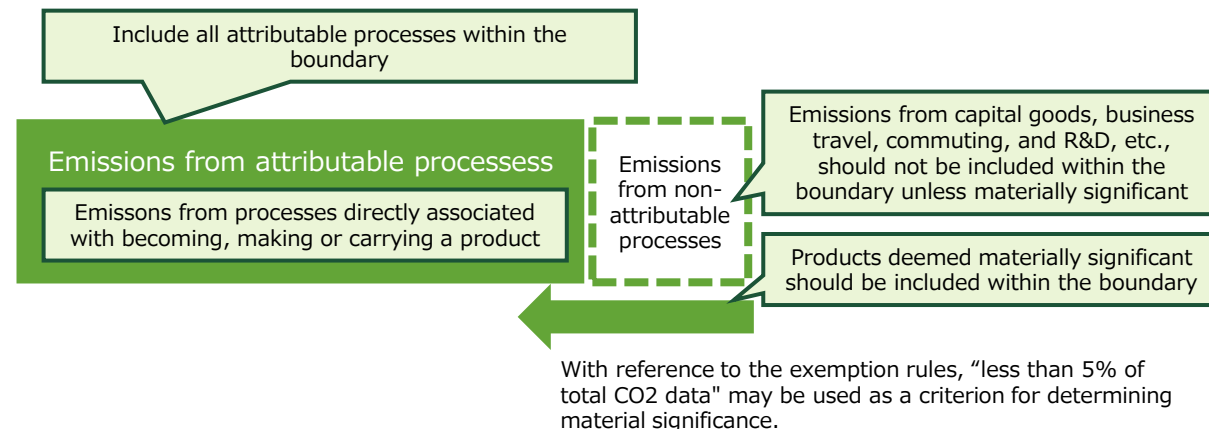 Include all attributable processes within the
boundary
Emissions from attributable processess
Emissons from processes directly associated
with becoming, making or carrying a product
Emissions
from non-
attributable
processes
Emissions from capital goods, business
travel, commuting, and R&D, etc.,
should not be included within the
boundary unless materially significant
Products deemed materially significant
should be included within the boundary
With reference to the exemption rules, “less than 5% of
total CO2 data" may be used as a criterion for determining
material significance.